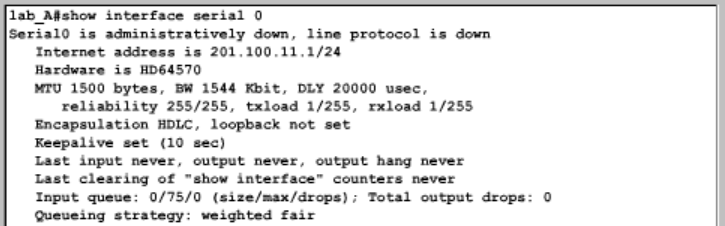 lab_A#show interface serial 0
Serial0 is administratively down, line protocol is down
Internet address is 201.100.11.1/24
Hardware is HD64570
MTU 1500 bytes, BW 1544 Kbit, DLY 20000 usec,
reliability 255/255, txload 1/255, rxload 1/255
Encapsulation HDLC, loopback not set
Keepalive set (10 sec)
Last input never, output never, output hang never
Last clearing of "show interface" counters never
Input queue: 0/75/0 (size/max/drops); Total output drops: 0
Queueing strategy: weighted fair